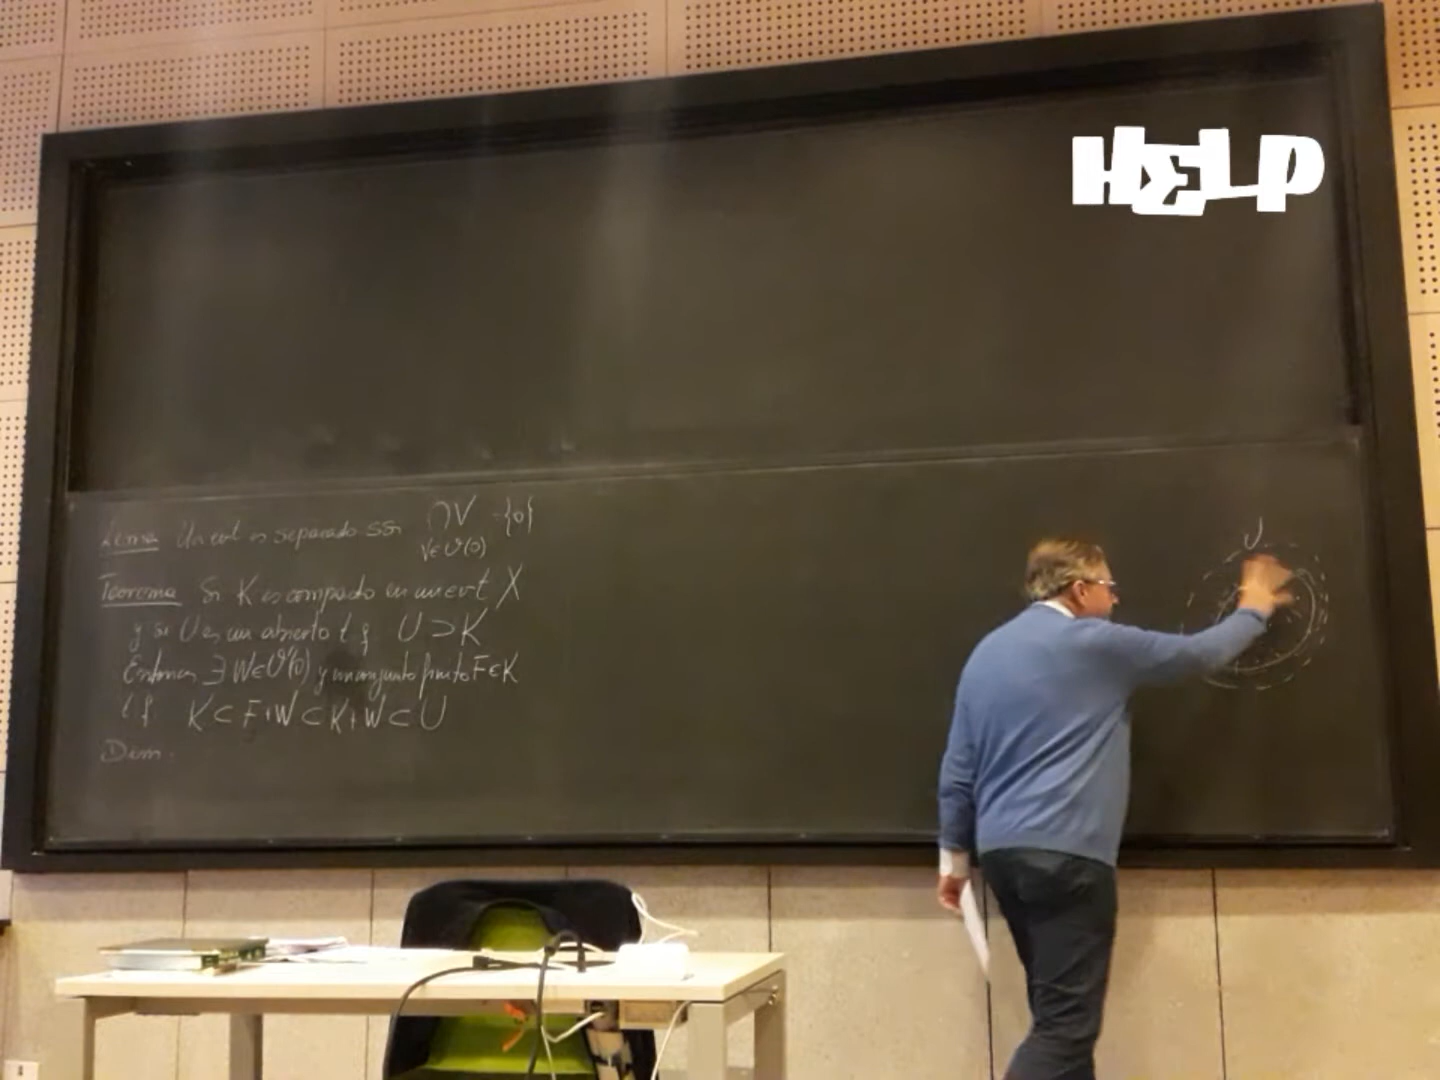 HELP
Lema Un evt es separado ssi ∩V = {0}
V∈𝒰(0)
Teorema Si K es compacto en un evt X
y si U es un abierto t.q. U ⊃ K
Entonces ∃ W∈𝒰(0) y un conjunto finito F⊂K
t.q. K ⊂ F+W ⊂ K+W ⊂ U
Dem.
U